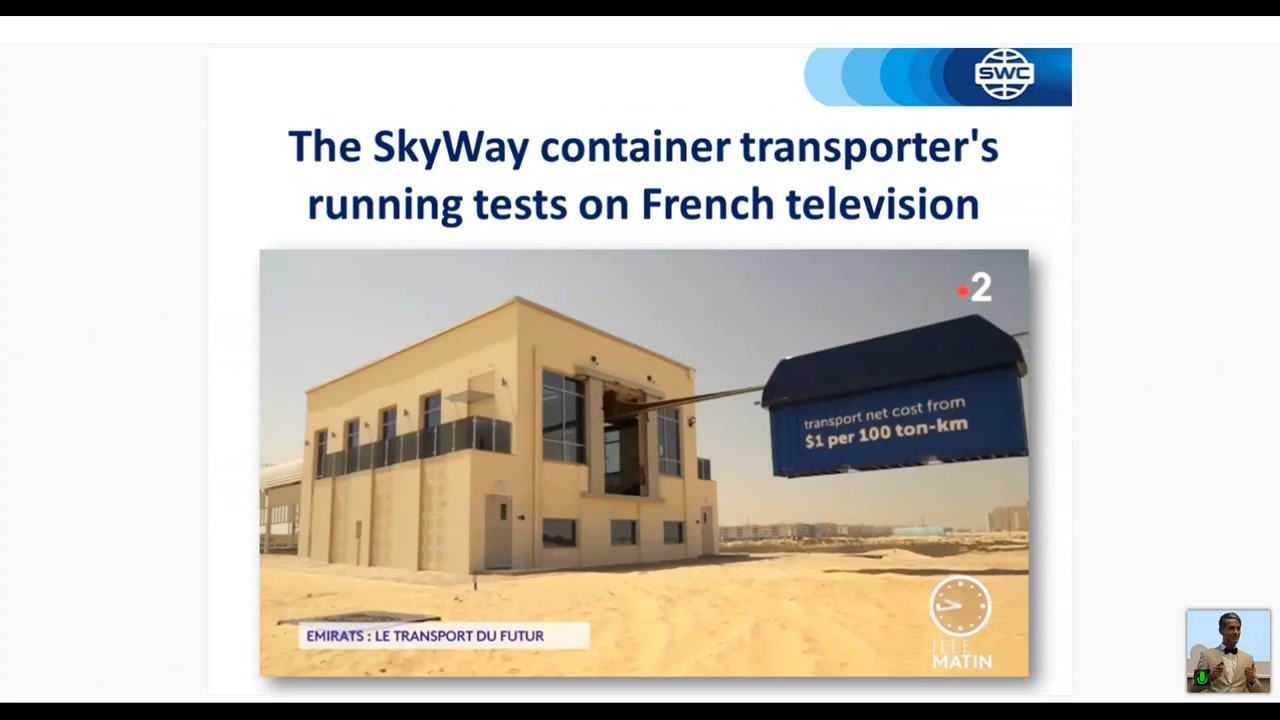 SWC
The SkyWay container transporter's
running tests on French television
2
transport net cost from
$1 per 100 ton-km
EMIRATS : LE TRANSPORT DU FUTUR
TÉLÉ
MATIN